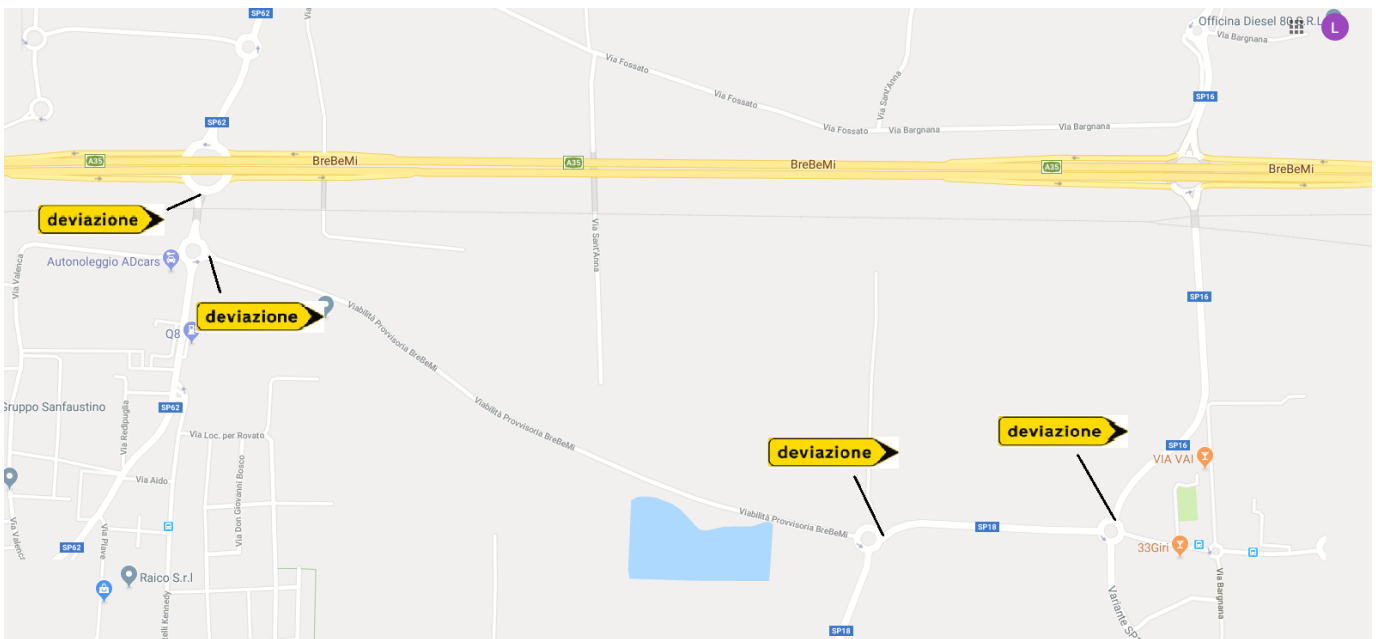 SP62
Officina Diesel 80 S.R.L
L
Via Bargnana
Via Fossato
Via Fossato
Via Sant'Anna
SP16
SP62
Via Fossato
Via Bargnana
Via Bargnana
A35
BreBeMi
A35
BreBeMi
A35
BreBeMi
deviazione
Via Sant'Anna
Via Valenca
Autonoleggio ADcars
SP16
deviazione
Q8
Viabilità Provvisoria BreBeMi
Gruppo Sanfaustino
SP62
Via Redipuglia
Viabilità Provvisoria BreBeMi
Via Loc. per Rovato
deviazione
SP16
deviazione
VIA VAI
Via Aido
Via Don Giovanni Bosco
Viabilità Provvisoria BreBeMi
SP18
SP62
Via Piave
33Giri
Raico S.r.l
Via Bargnana
SP18